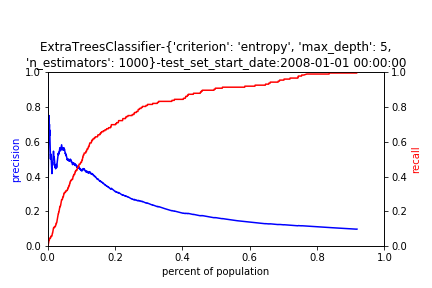 ExtraTreesClassifier-{'criterion': 'entropy', 'max_depth': 5,
'n_estimators': 1000}-test_set_start_date:2008-01-01 00:00:00
1.0
0.8
0.6
0.4
0.2
0.0
precision
1.0
0.8
0.6
0.4
0.2
0.0
recall
0.0 0.2 0.4 0.6 0.8 1.0
percent of population